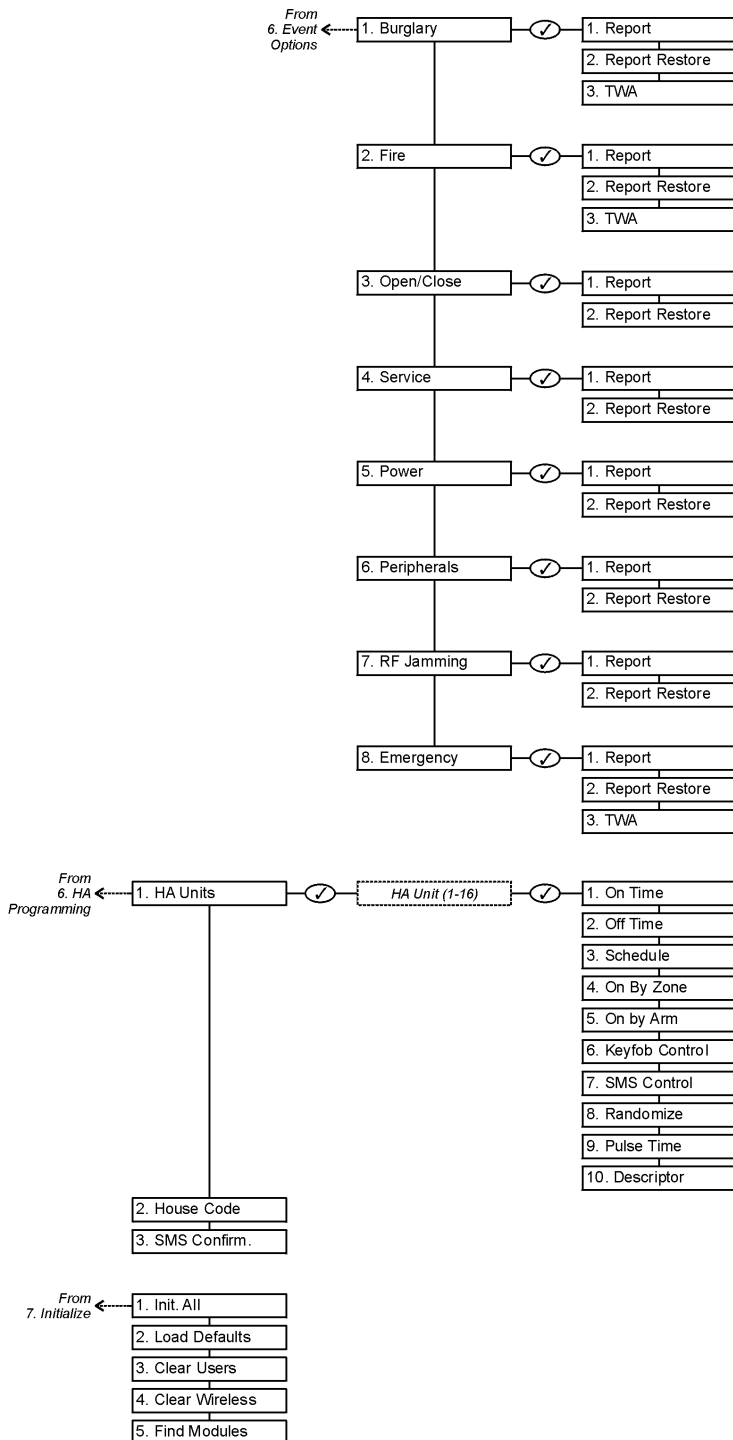 From
6. Event
Options
1. Burglary
✓
1. Report
2. Report Restore
3. TWA
2. Fire
✓
1. Report
2. Report Restore
3. TWA
3. Open/Close
✓
1. Report
2. Report Restore
4. Service
✓
1. Report
2. Report Restore
5. Power
✓
1. Report
2. Report Restore
6. Peripherals
✓
1. Report
2. Report Restore
7. RF Jamming
✓
1. Report
2. Report Restore
8. Emergency
✓
1. Report
2. Report Restore
3. TWA
From
6. HA
Programming
1. HA Units
✓
HA Unit (1-16)
✓
1. On Time
2. Off Time
3. Schedule
4. On By Zone
5. On by Arm
6. Keyfob Control
7. SMS Control
8. Randomize
9. Pulse Time
10. Descriptor
2. House Code
3. SMS Confirm.
From
7. Initialize
1. Init. All
2. Load Defaults
3. Clear Users
4. Clear Wireless
5. Find Modules